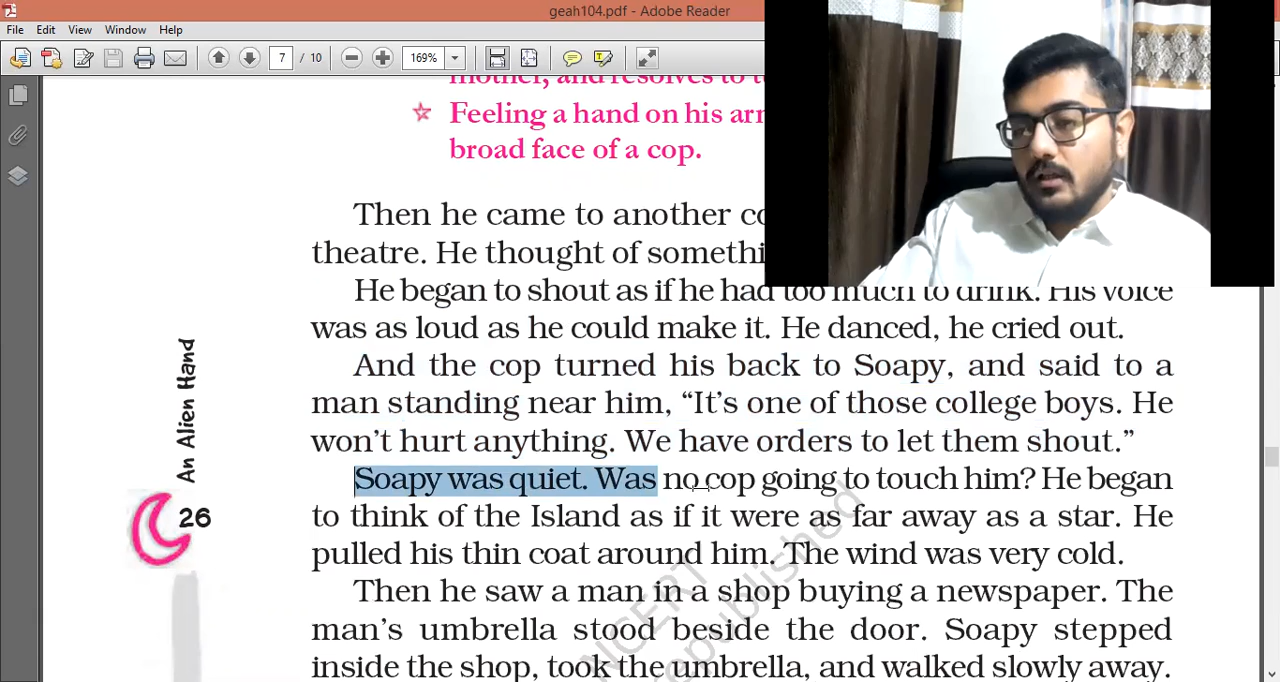 geah104.pdf - Adobe Reader
File Edit View Window Help
7 / 10 169%
mother, and resolves to
Feeling a hand on his
broad face of a cop.
Then he came to another
theatre. He thought of
He began to shout as if he had too much to drink. His voice
was as loud as he could make it. He danced, he cried out.
And the cop turned his back to Soapy, and said to a
man standing near him, “It’s one of those college boys. He
won’t hurt anything. We have orders to let them shout.”
Soapy was quiet. Was no cop going to touch him? He began
to think of the Island as if it were as far away as a star. He
pulled his thin coat around him. The wind was very cold.
Then he saw a man in a shop buying a newspaper. The
man’s umbrella stood beside the door. Soapy stepped
inside the shop, took the umbrella, and walked slowly away.
An Alien Hand
26
NCERT
republished